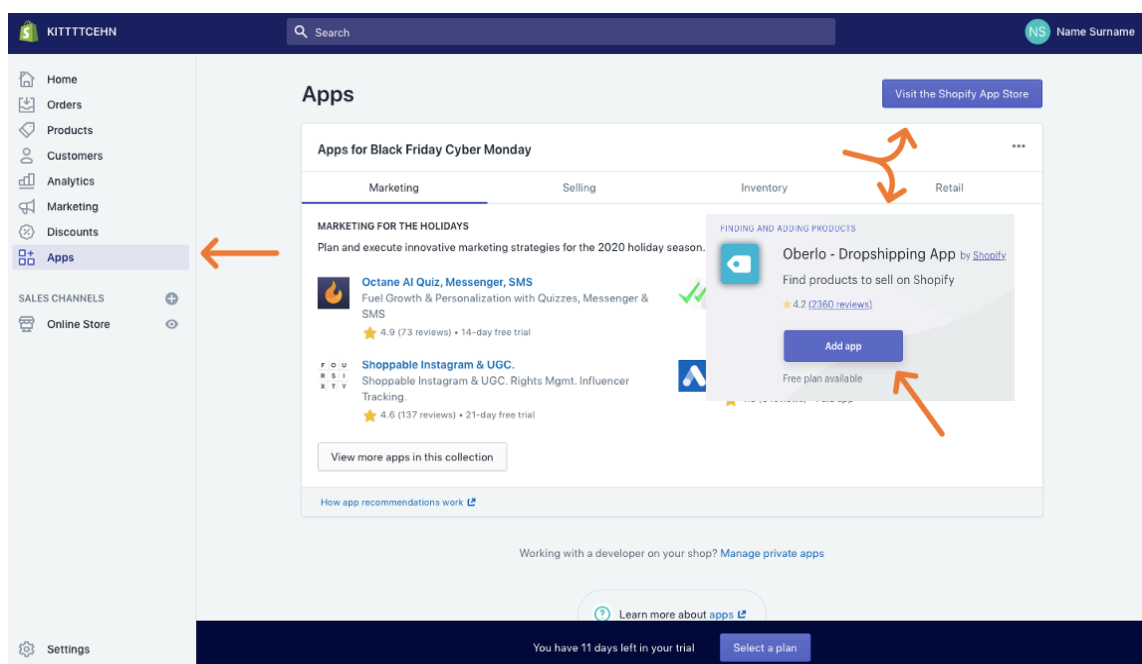 KITTTTCEHN
Search
NS Name Surname
Home
Orders
Products
Customers
Analytics
Marketing
Discounts
Apps
SALES CHANNELS
Online Store
Settings
Apps
Visit the Shopify App Store
Apps for Black Friday Cyber Monday
Marketing Selling Inventory Retail
MARKETING FOR THE HOLIDAYS
Plan and execute innovative marketing strategies for the 2020 holiday season.
Octane AI Quiz, Messenger, SMS
Fuel Growth & Personalization with Quizzes, Messenger &
SMS
4.9 (73 reviews) • 14-day free trial
FOU
RSI
XTY
Shoppable Instagram & UGC.
Shoppable Instagram & UGC. Rights Mgmt. Influencer
Tracking.
4.6 (137 reviews) • 21-day free trial
FINDING AND ADDING PRODUCTS
Oberlo - Dropshipping App by Shopify
Find products to sell on Shopify
4.2 (2360 reviews)
Add app
Free plan available
View more apps in this collection
How app recommendations work
Working with a developer on your shop? Manage private apps
Learn more about apps
You have 11 days left in your trial
Select a plan